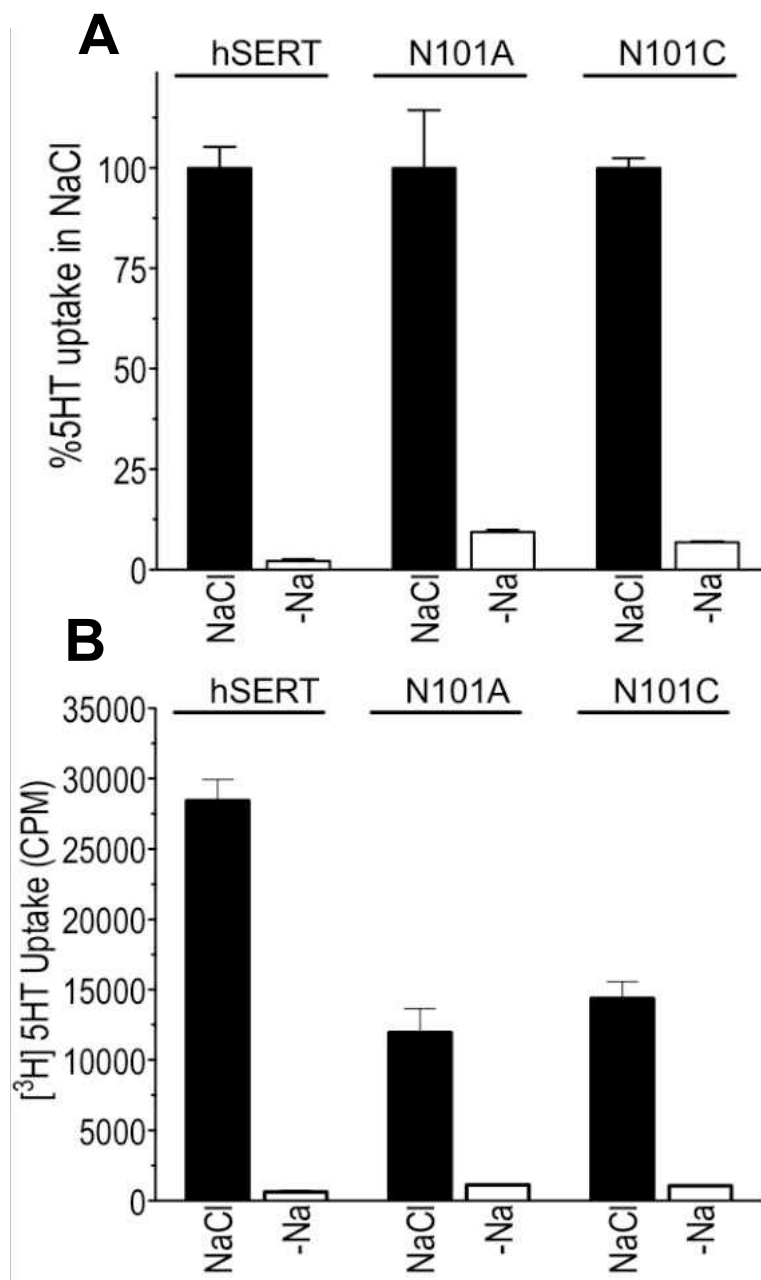 A
hSERT N101A N101C
%5HT uptake in NaCl
100
75
50
25
0
NaCl -Na NaCl -Na NaCl -Na
B
hSERT N101A N101C
[³H] 5HT Uptake (CPM)
35000
30000
25000
20000
15000
10000
5000
0
NaCl -Na NaCl -Na NaCl -Na